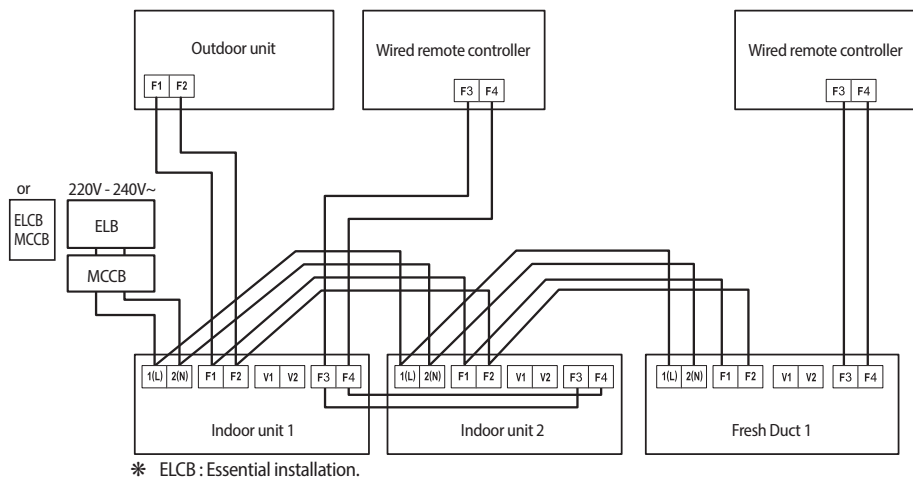 Outdoor unit
F1 F2
Wired remote controller
F3 F4
Wired remote controller
F3 F4
or
ELCB
MCCB
220V - 240V~
ELB
MCCB
1(L) 2(N) F1 F2 V1 V2 F3 F4
Indoor unit 1
1(L) 2(N) F1 F2 V1 V2 F3 F4
Indoor unit 2
1(L) 2(N) F1 F2 V1 V2 F3 F4
Fresh Duct 1
✻ ELCB : Essential installation.